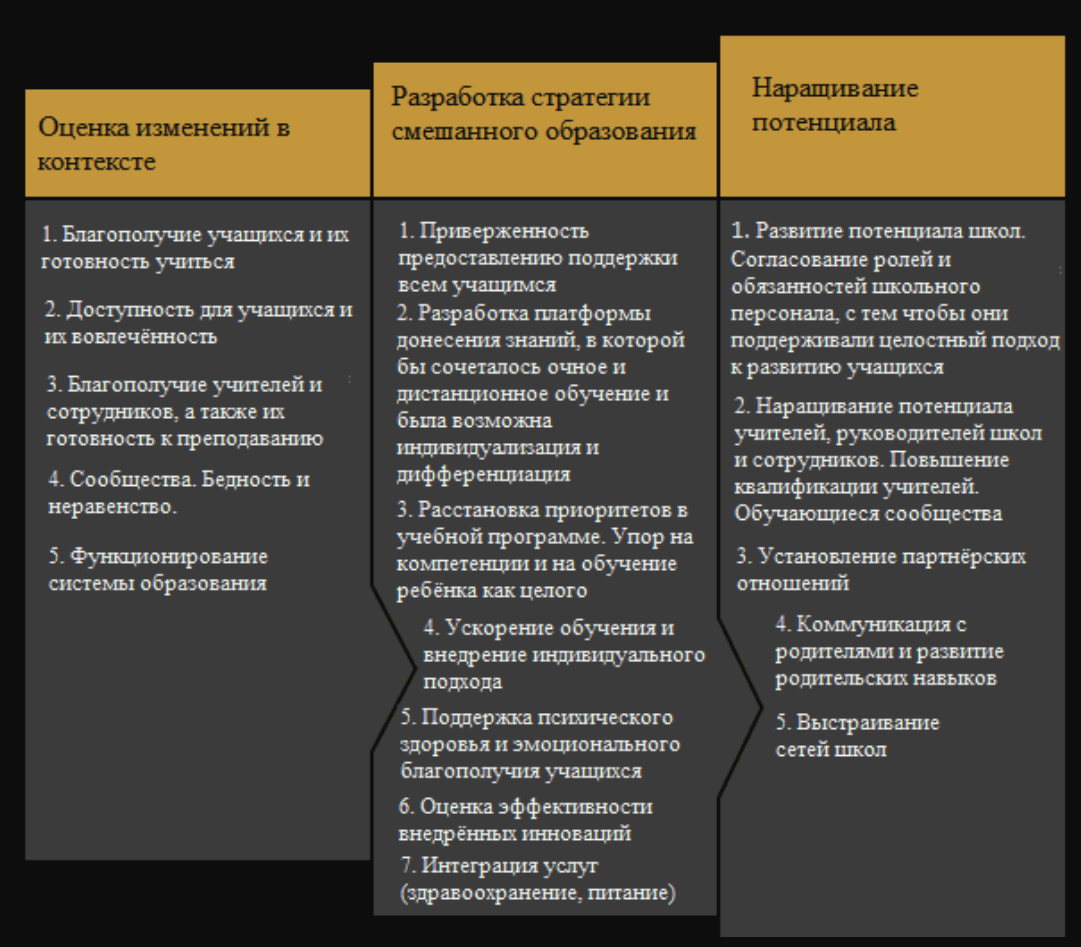 Оценка изменений в
контексте
1. Благополучие учащихся и их
готовность учиться
2. Доступность для учащихся и
их вовлечённость
3. Благополучие учителей и
сотрудников, а также их
готовность к преподаванию
4. Сообщества. Бедность и
неравенство.
5. Функционирование
системы образования
Разработка стратегии
смешанного образования
1. Приверженность
предоставлению поддержки
всем учащимся
2. Разработка платформы
донесения знаний, в которой
бы сочеталось очное и
дистанционное обучение и
была возможна
индивидуализация и
дифференциация
3. Расстановка приоритетов в
учебной программе. Упор на
компетенции и на обучение
ребёнка как целого
4. Ускорение обучения и
внедрение индивидуального
подхода
5. Поддержка психического
здоровья и эмоционального
благополучия учащихся
6. Оценка эффективности
внедрённых инноваций
7. Интеграция услуг
(здравоохранение, питание)
Наращивание
потенциала
1. Развитие потенциала школ.
Согласование ролей и
обязанностей школьного
персонала, с тем чтобы они
поддерживали целостный подход
к развитию учащихся
2. Наращивание потенциала
учителей, руководителей школ
и сотрудников. Повышение
квалификации учителей.
Обучающиеся сообщества
3. Установление партнёрских
отношений
4. Коммуникация с
родителями и развитие
родительских навыков
5. Выстраивание
сетей школ